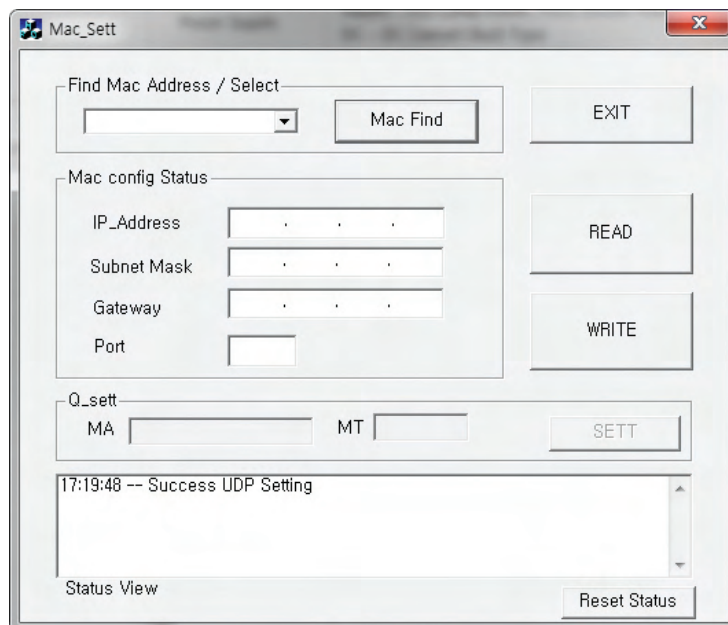 Mac_Sett
Find Mac Address / Select
Mac Find
EXIT
Mac config Status
IP_Address
Subnet Mask
Gateway
Port
READ
WRITE
Q_sett
MA
MT
SETT
17:19:48 -- Success UDP Setting
Status View
Reset Status